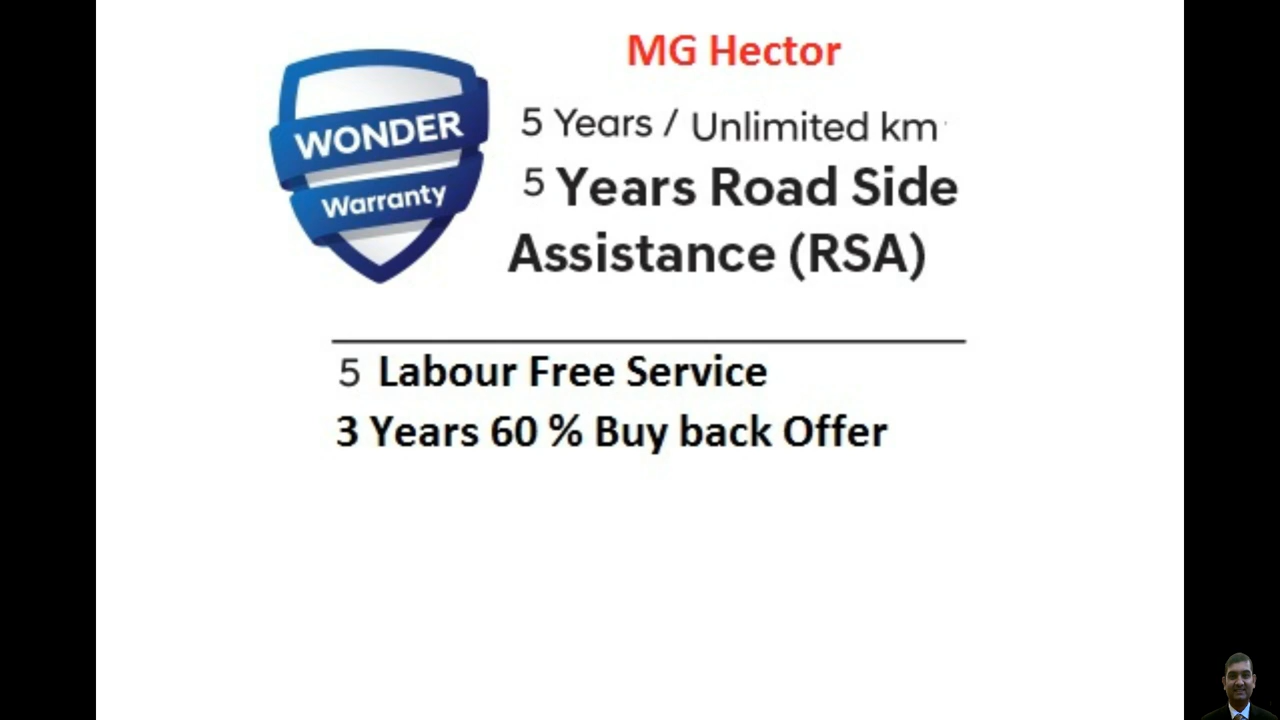 MG Hector
WONDER
Warranty
5 Years / Unlimited km
5 Years Road Side
Assistance (RSA)
5 Labour Free Service
3 Years 60 % Buy back Offer